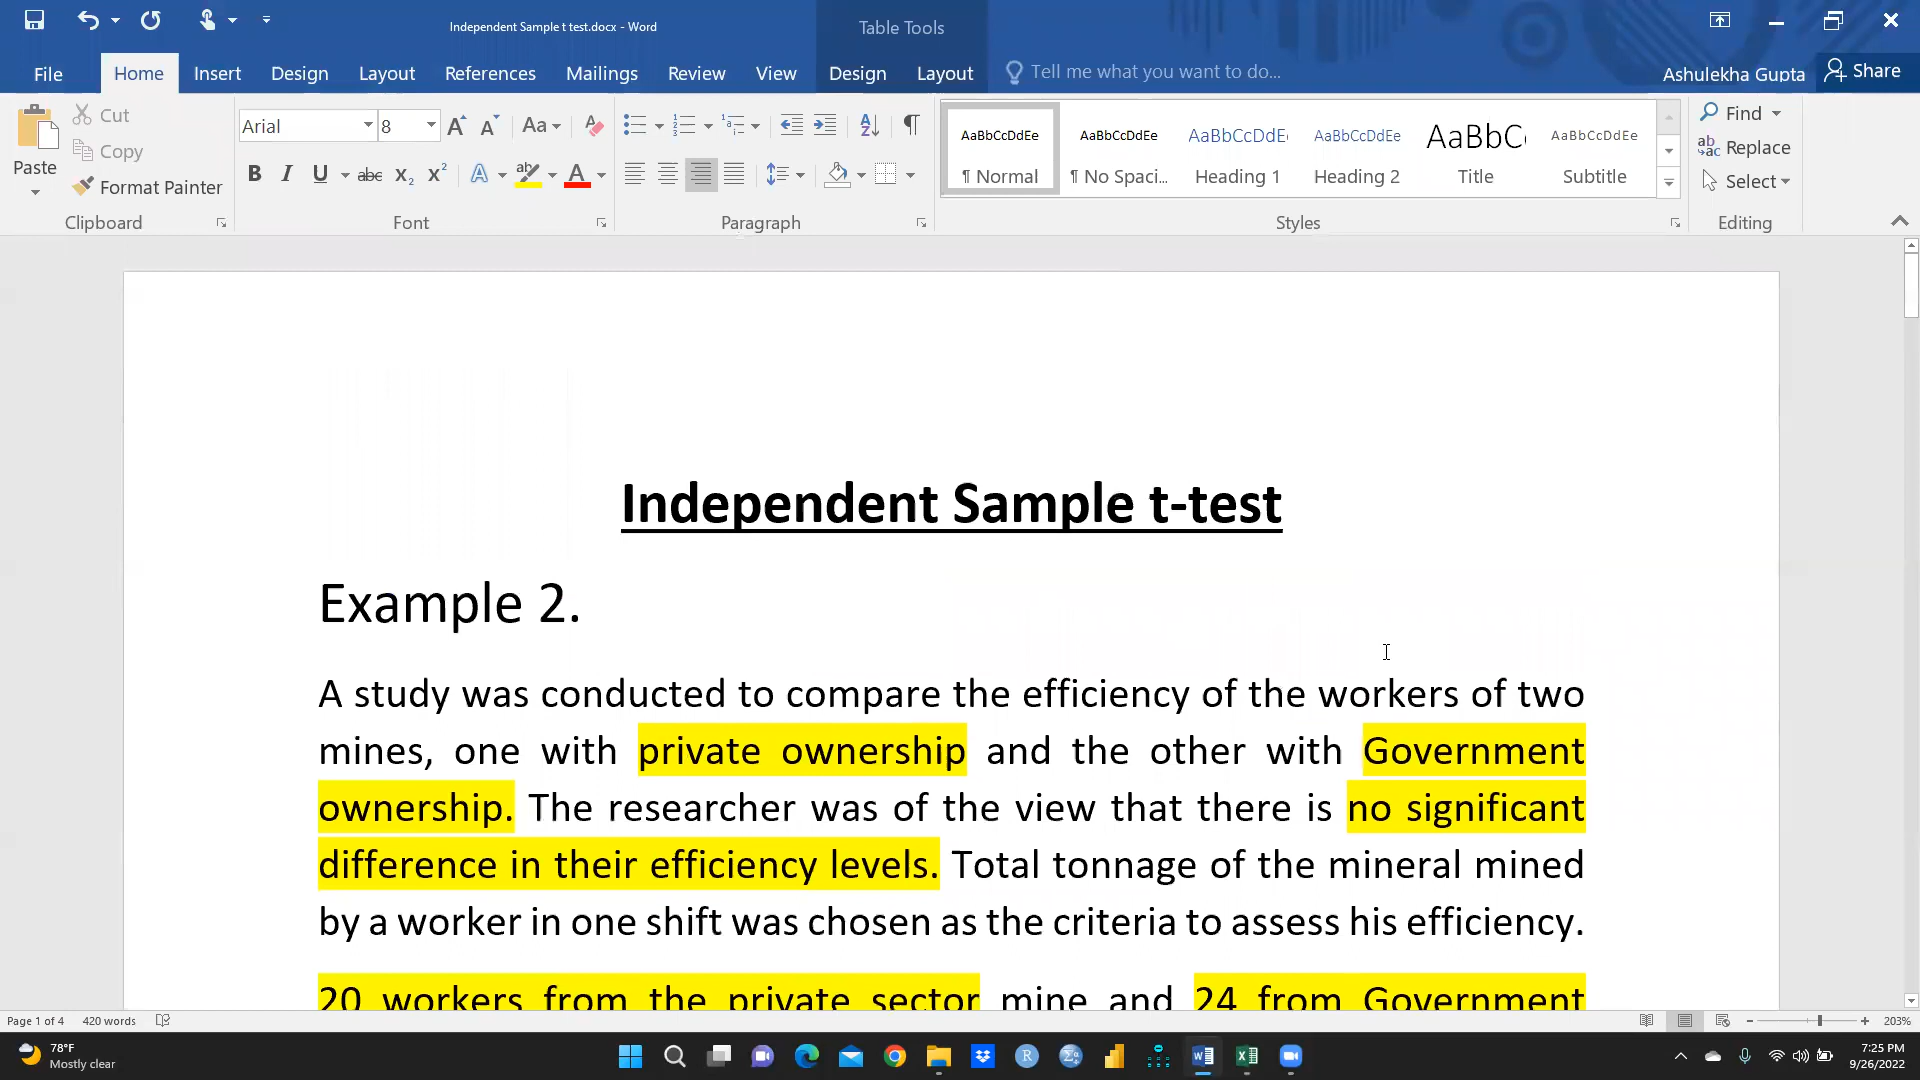 Independent Sample t test.docx - Word
Table Tools
File
Home
Insert
Design
Layout
References
Mailings
Review
View
Design
Layout
Tell me what you want to do...
Ashulekha Gupta
Share
Paste
Cut
Copy
Format Painter
Clipboard
Arial
8
Aa
B I U abc X₂ X² A ab A
Font
Paragraph
AaBbCcDdEe
¶ Normal
AaBbCcDdEe
¶ No Spaci...
AaBbCcDdE
Heading 1
AaBbCcDdEe
Heading 2
AaBbC
Title
AaBbCcDdEe
Subtitle
Styles
Find
Replace
Select
Editing
Independent Sample t-test
Example 2.
A study was conducted to compare the efficiency of the workers of two
mines, one with private ownership and the other with Government
ownership. The researcher was of the view that there is no significant
difference in their efficiency levels. Total tonnage of the mineral mined
by a worker in one shift was chosen as the criteria to assess his efficiency.
20 workers from the private sector mine and 24 from Government
Page 1 of 4
420 words
203%
78°F
Mostly clear
7:25 PM
9/26/2022